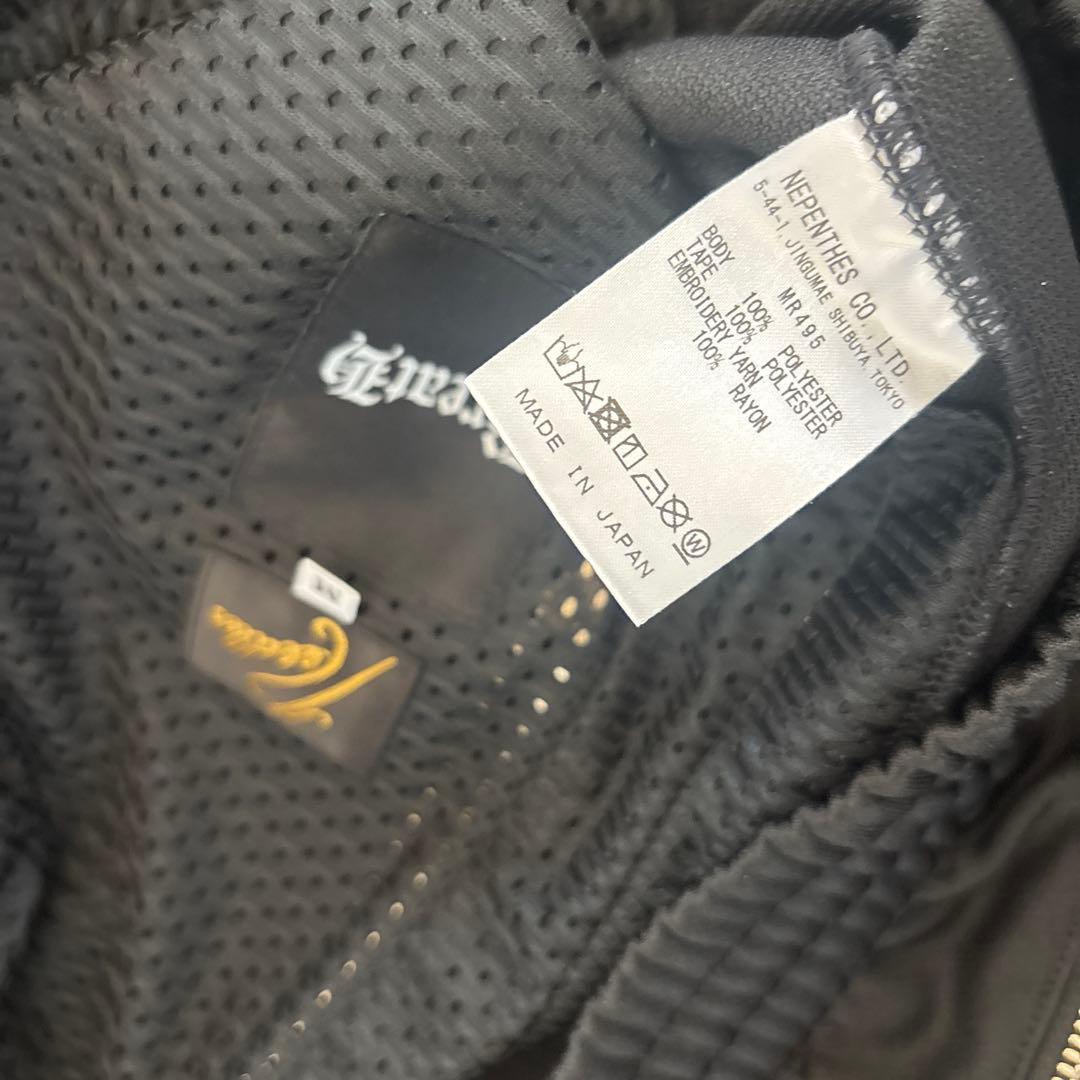 NEPENTHES CO., LTD.
5-44-1, JINGUMAE SHIBUYA, TOKYO
MR495
BODY
100% POLYESTER
TAPE
100% POLYESTER
EMBROIDERY YARN
100% RAYON
W
MADE IN JAPAN
Needles